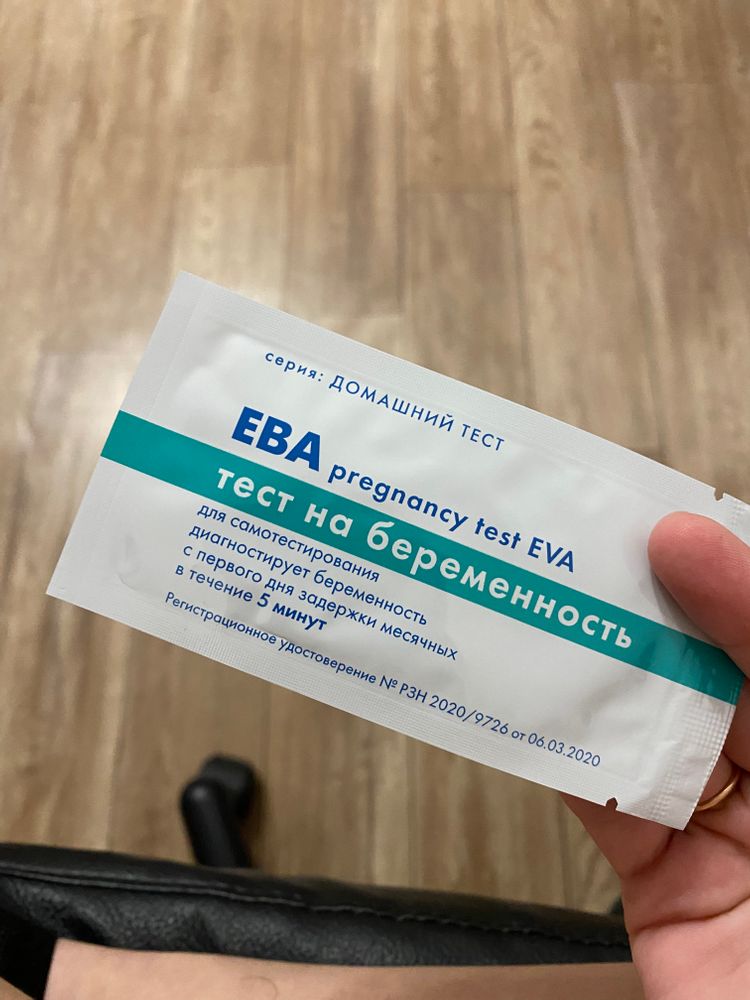 серия: ДОМАШНИЙ ТЕСТ
ЕВА pregnancy test EVA
тест на беременность
для самотестирования
диагностирует беременность
с первого дня задержки месячных
в течение 5 минут
Регистрационное удостоверение № РЗН 2020/9726 от 06.03.2020